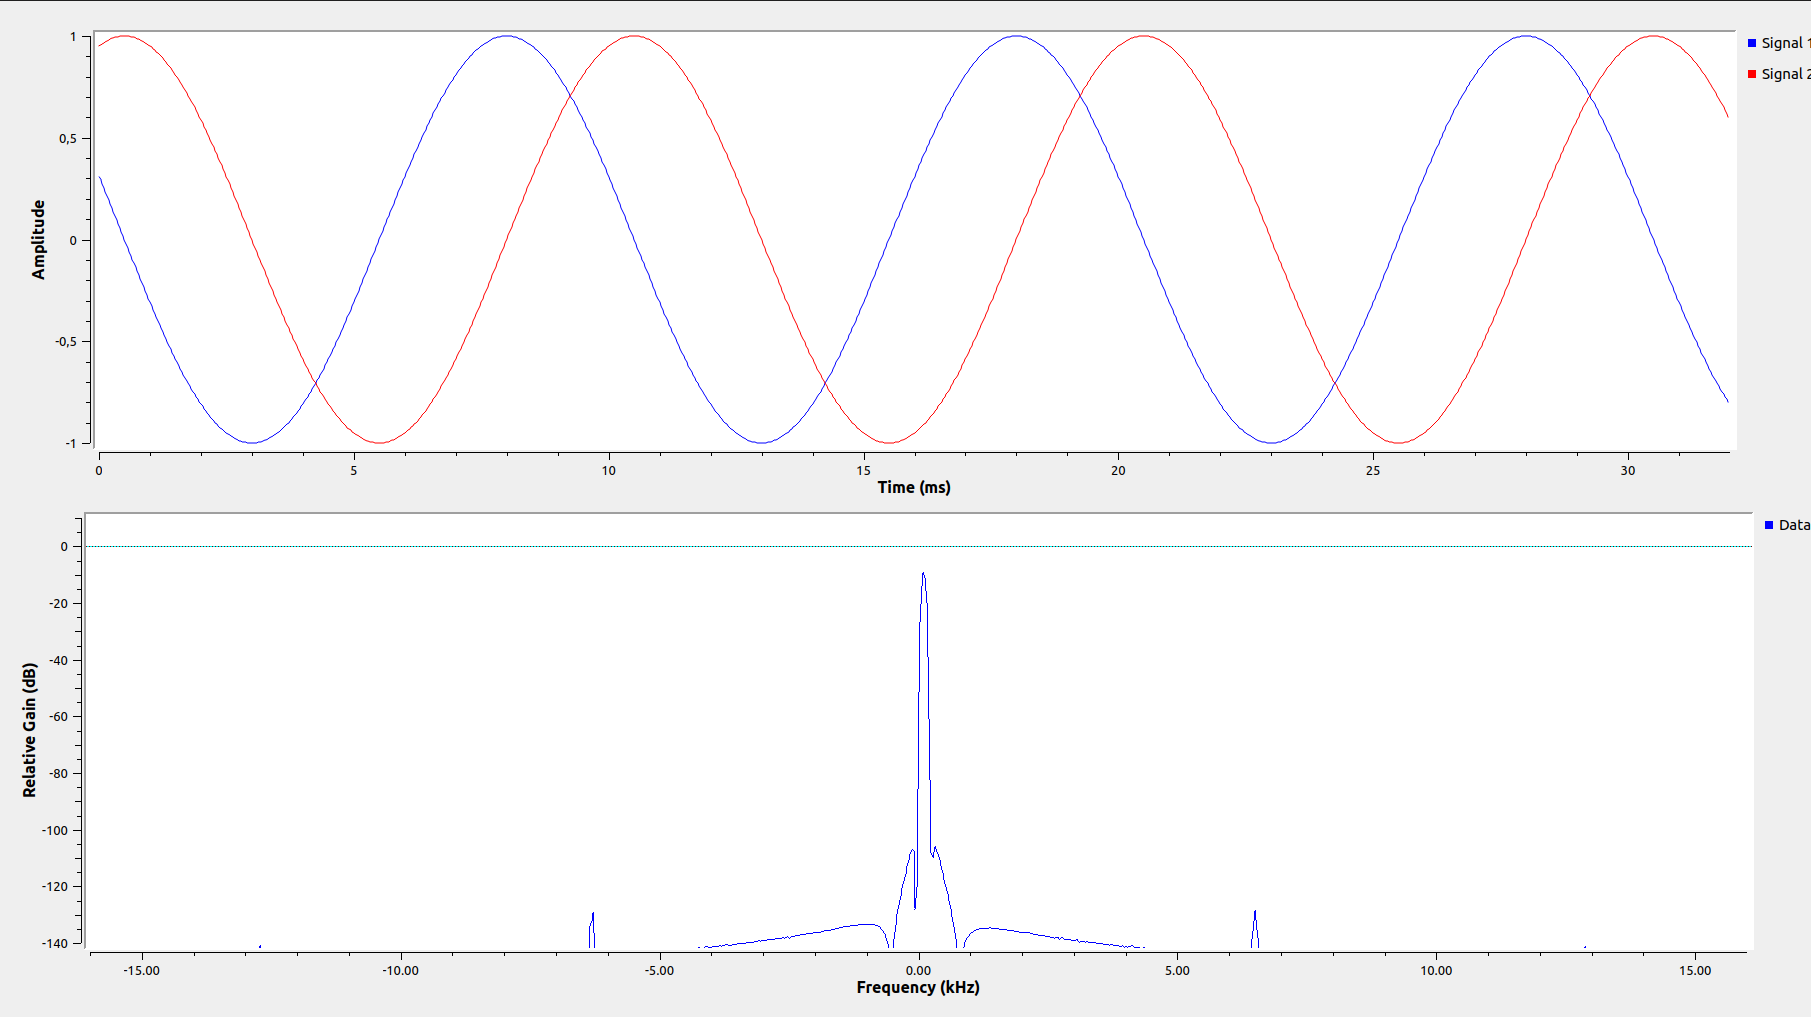 1
0,5
0
-0,5
-1
Amplitude
0 5 10 15 20 25 30
Time (ms)
Signal 1
Signal 2
0
-20
-40
-60
-80
-100
-120
-140
Relative Gain (dB)
-15.00 -10.00 -5.00 0.00 5.00 10.00 15.00
Frequency (kHz)
Data